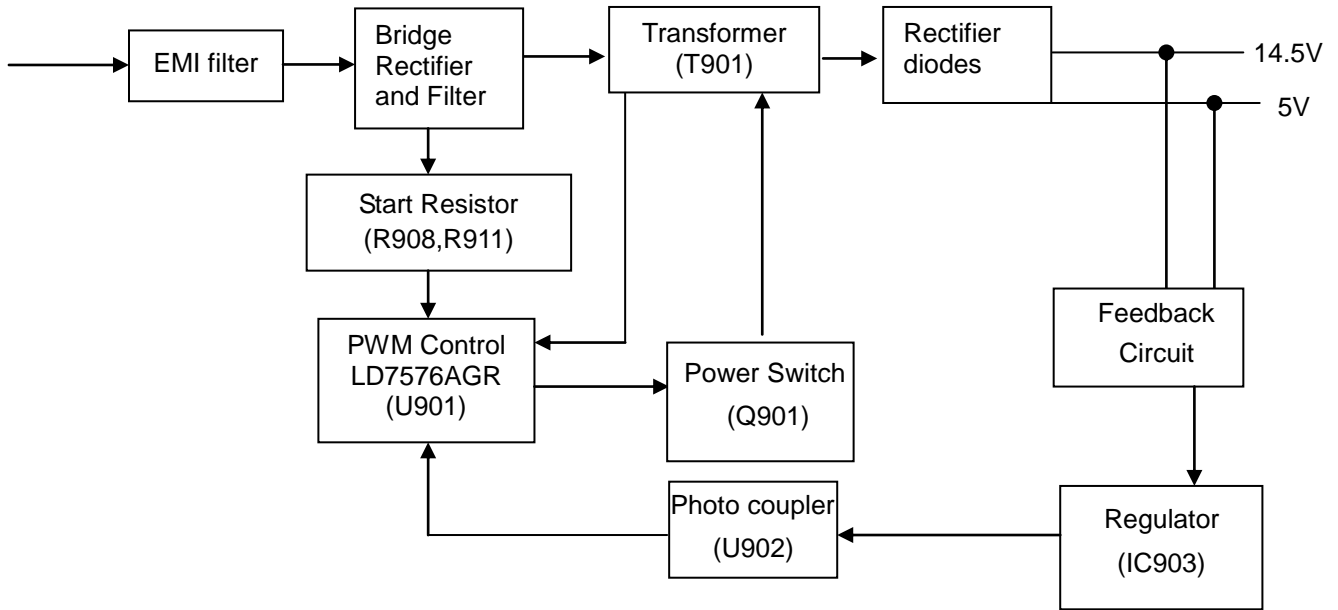 EMI filter
Bridge
Rectifier
and Filter
Transformer
(T901)
Rectifier
diodes
14.5V
5V
Start Resistor
(R908,R911)
PWM Control
LD7576AGR
(U901)
Power Switch
(Q901)
Feedback
Circuit
Photo coupler
(U902)
Regulator
(IC903)